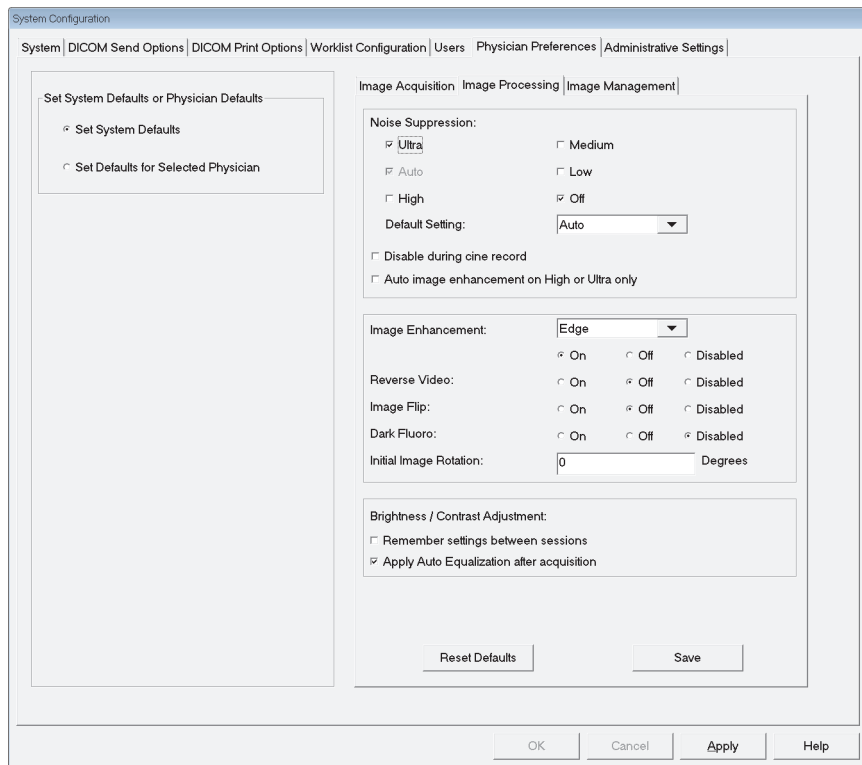 System Configuration
System DICOM Send Options DICOM Print Options Worklist Configuration Users Physician Preferences Administrative Settings
Set System Defaults or Physician Defaults
Set System Defaults
Set Defaults for Selected Physician
Image Acquisition Image Processing Image Management
Noise Suppression:
Ultra Medium
Auto Low
High Off
Default Setting: Auto
Disable during cine record
Auto image enhancement on High or Ultra only
Image Enhancement: Edge
On Off Disabled
Reverse Video: On Off Disabled
Image Flip: On Off Disabled
Dark Fluoro: On Off Disabled
Initial Image Rotation: 0 Degrees
Brightness / Contrast Adjustment:
Remember settings between sessions
Apply Auto Equalization after acquisition
Reset Defaults Save
OK Cancel Apply Help